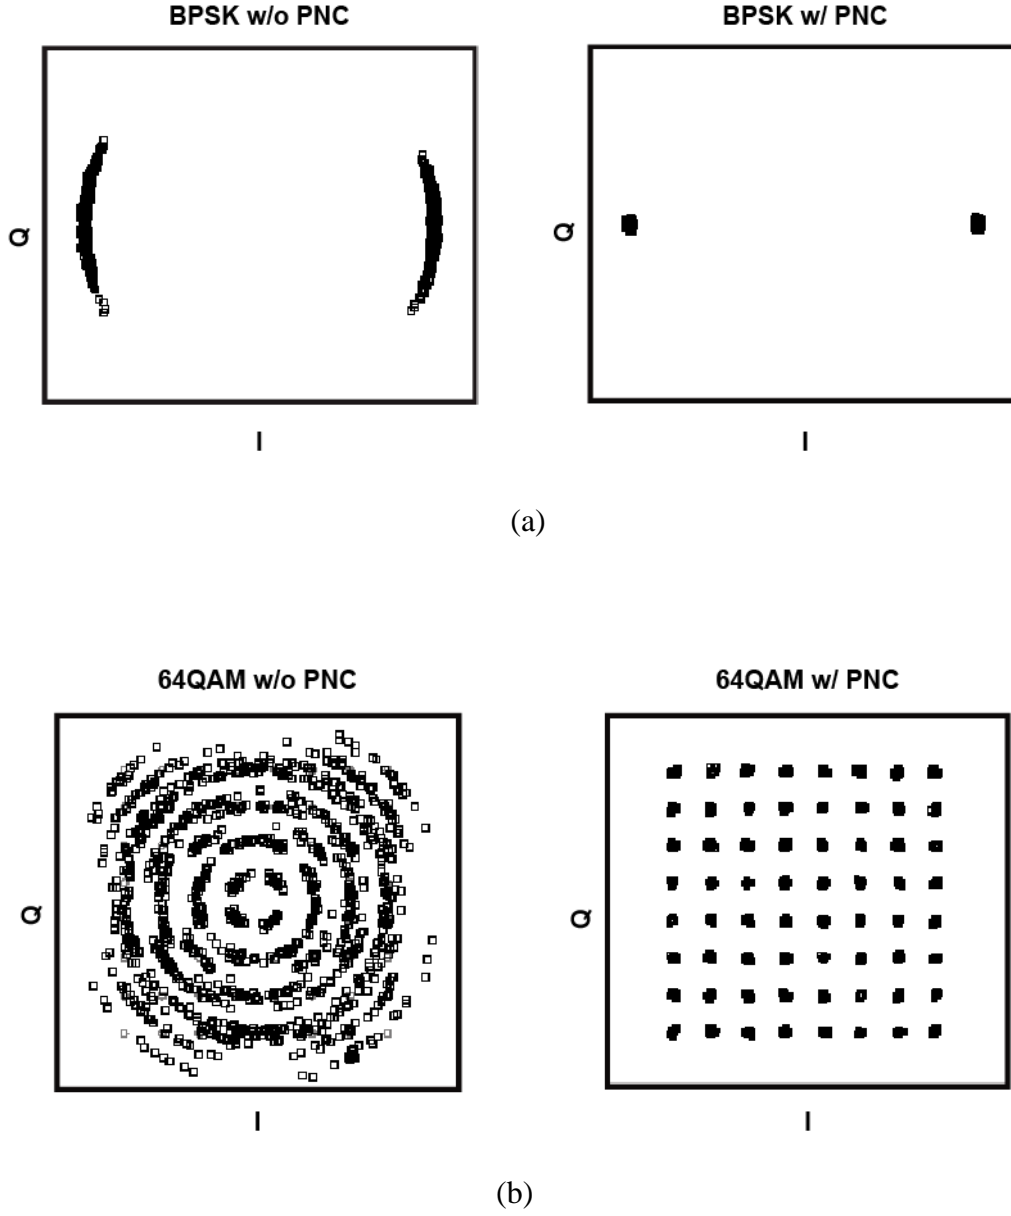 BPSK w/o PNC
BPSK w/ PNC
Q
Q
I
I
(a)
64QAM w/o PNC
64QAM w/ PNC
Q
Q
I
I
(b)